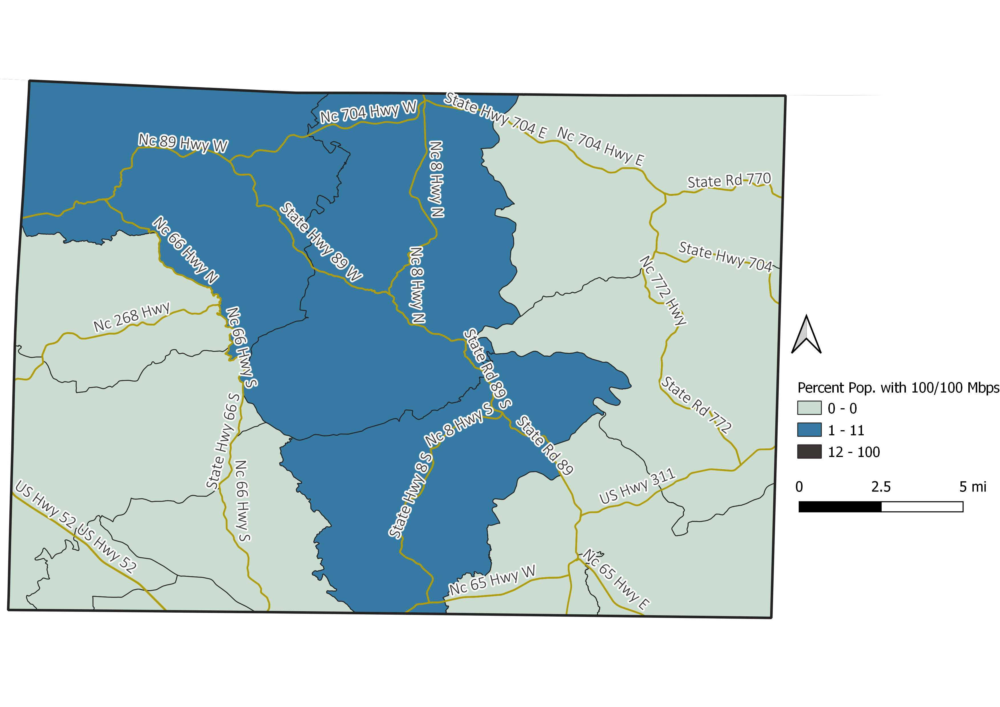 State Hwy 704 E
Nc 704 Hwy W
Nc 704 Hwy E
Nc 89 Hwy W
Nc 8 Hwy N
State Rd 770
State Hwy 89 W
Nc 66 Hwy N
State Hwy 704
Nc 8 Hwy N
Nc 772 Hwy
Nc 268 Hwy
Nc 66 Hwy S
State Rd 89 S
State Rd 772
State Hwy 66 S
Nc 8 Hwy S
State Rd 89
State Hwy 8 S
Nc 66 Hwy S
US Hwy 311
US Hwy 52
US Hwy 52
Nc 65 Hwy W
Nc 65 Hwy E
Percent Pop. with 100/100 Mbps
0 - 0
1 - 11
12 - 100
0 2.5 5 mi